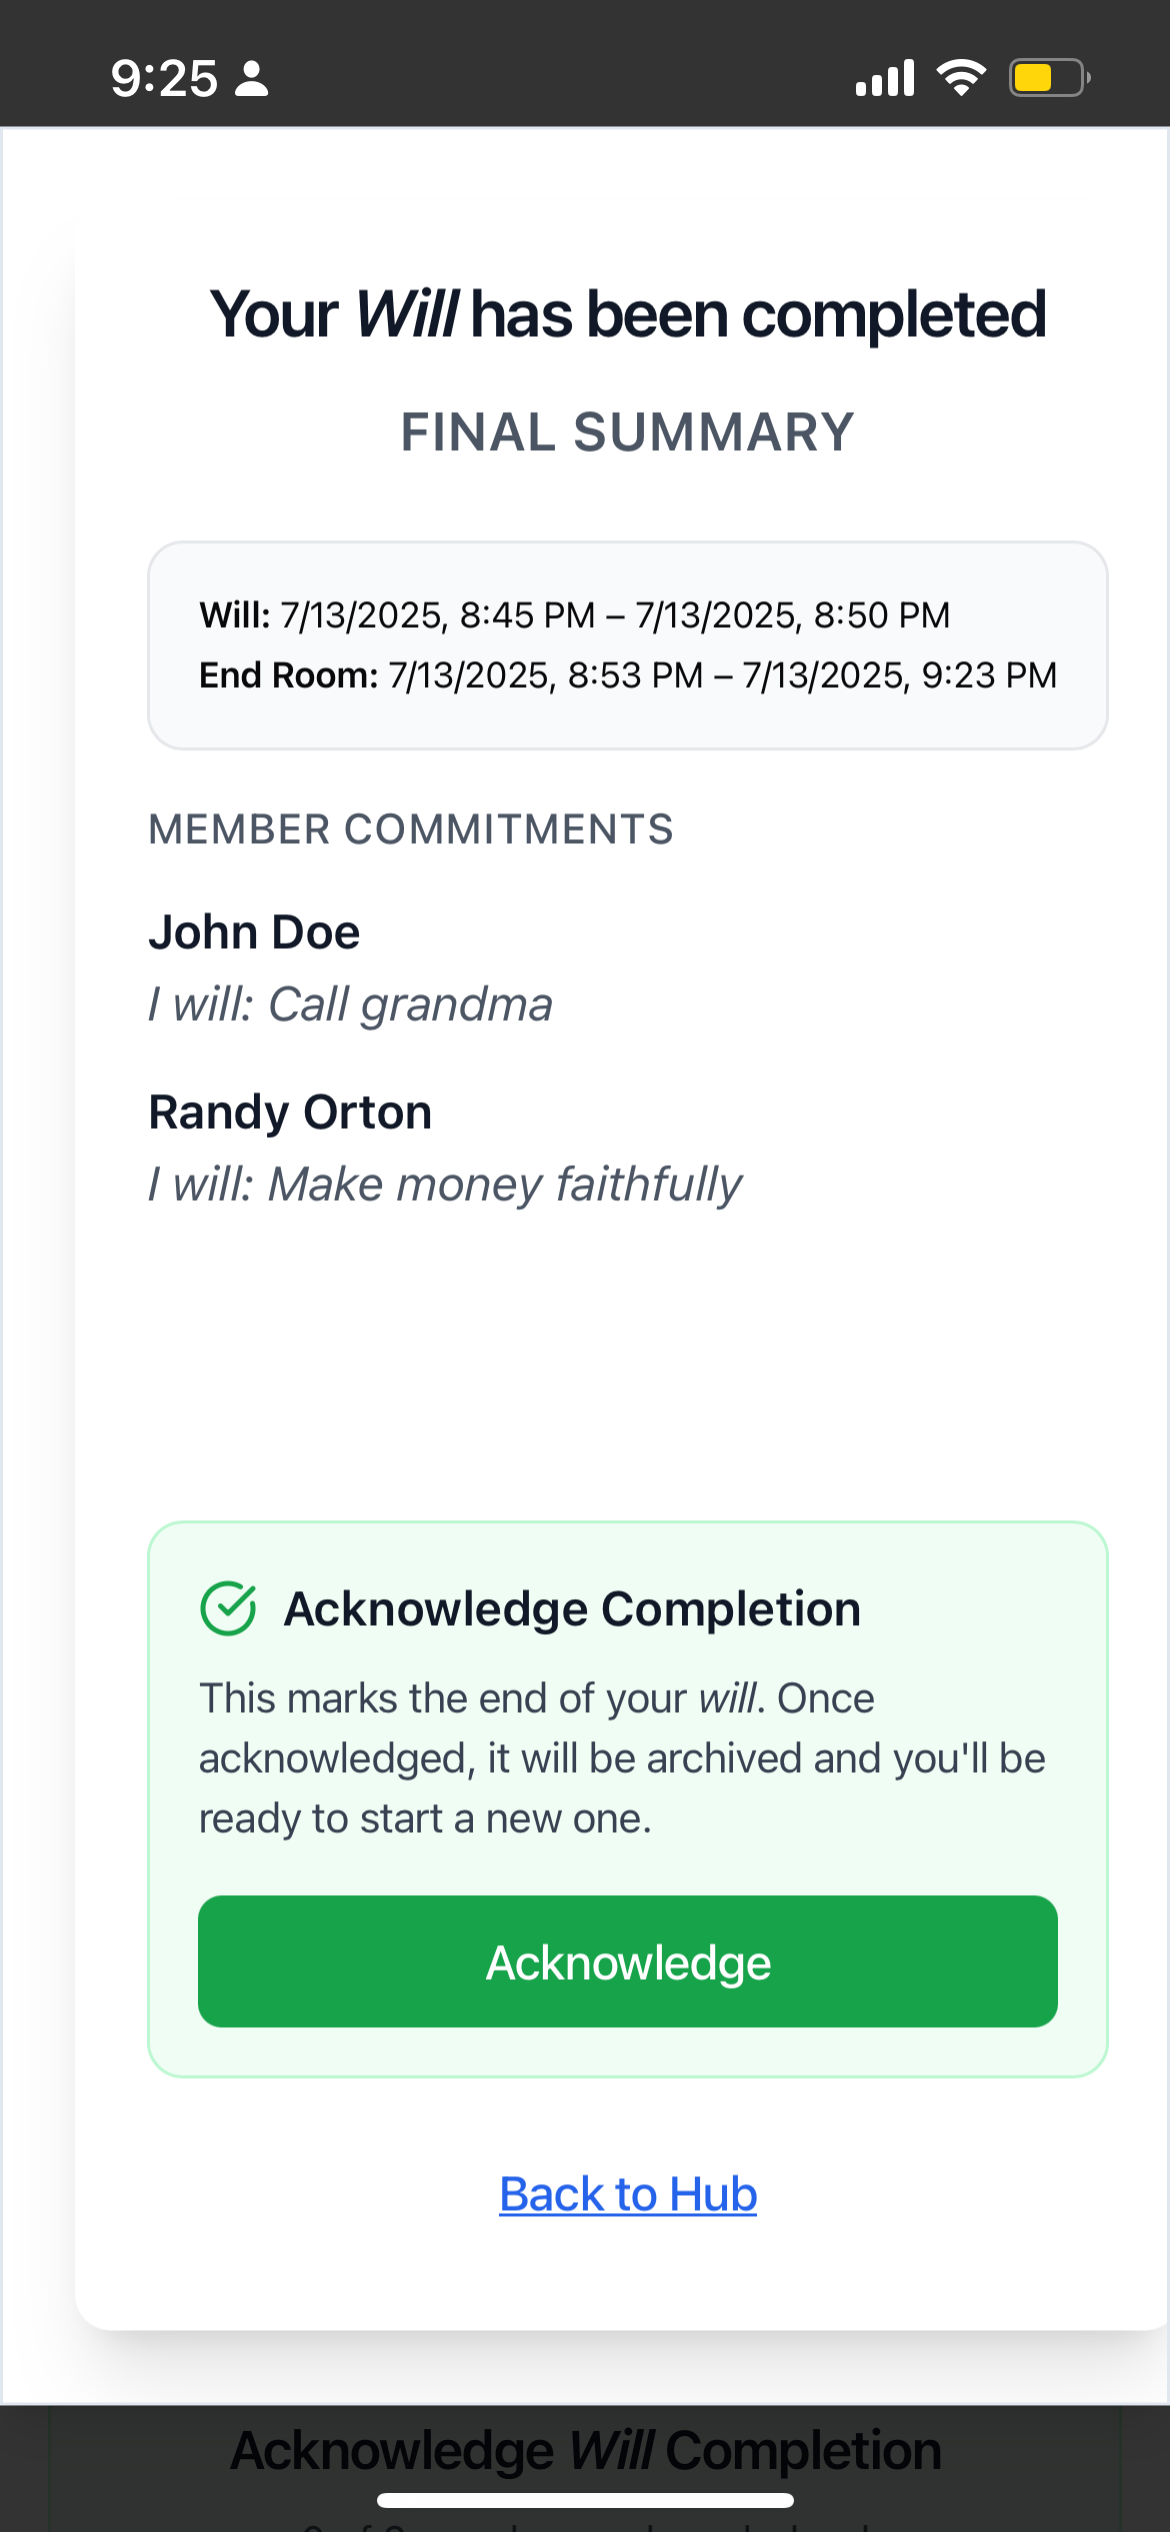 9:25
Your Will has been completed
FINAL SUMMARY
Will: 7/13/2025, 8:45 PM – 7/13/2025, 8:50 PM
End Room: 7/13/2025, 8:53 PM – 7/13/2025, 9:23 PM
MEMBER COMMITMENTS
John Doe
I will: Call grandma
Randy Orton
I will: Make money faithfully
Acknowledge Completion
This marks the end of your will. Once
acknowledged, it will be archived and you'll be
ready to start a new one.
Acknowledge
Back to Hub
Acknowledge Will Completion